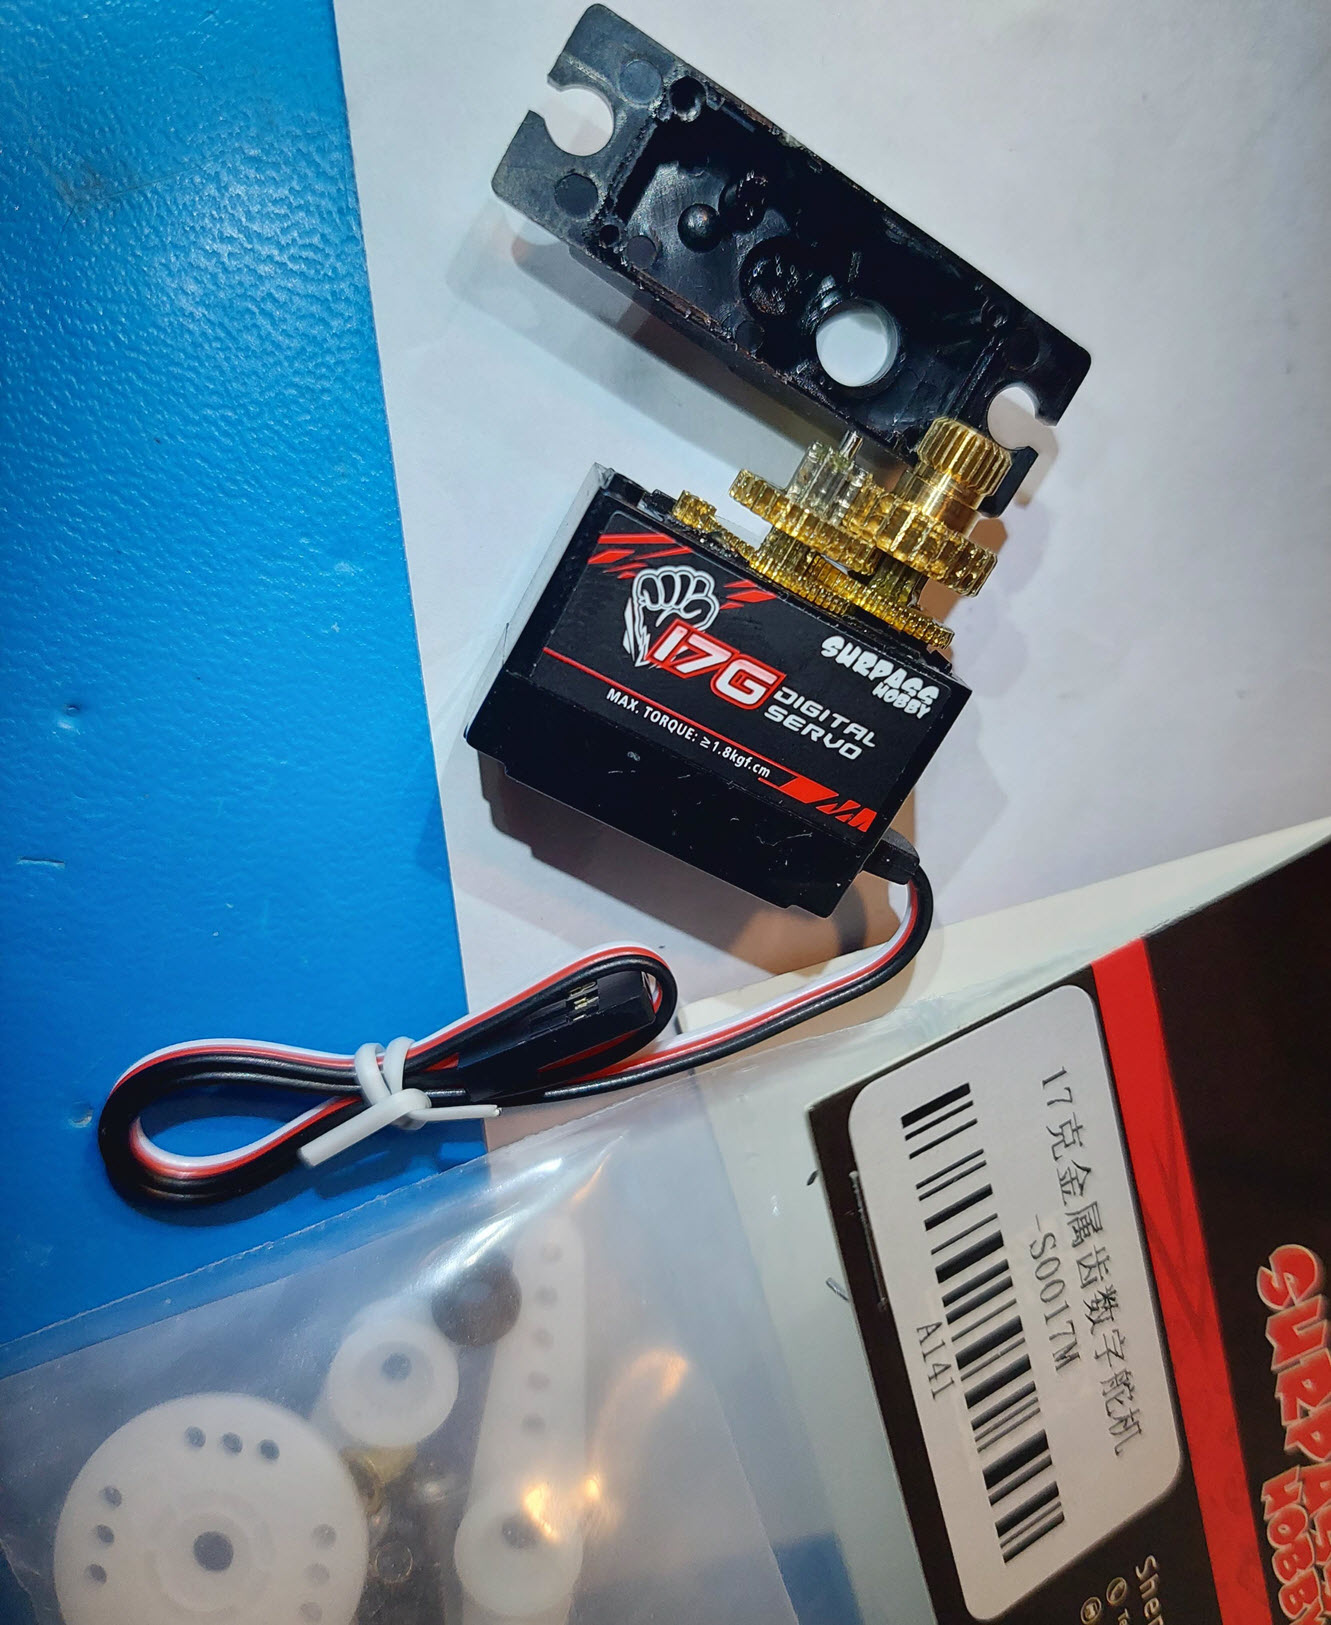 17G
DIGITAL
SERVO
SURPASS
HOBBY
MAX. TORQUE: ≥1.8kgf.cm
17克金属齿数字舵机
-S0017M
A141
SURPASS
HOBBY
Shen